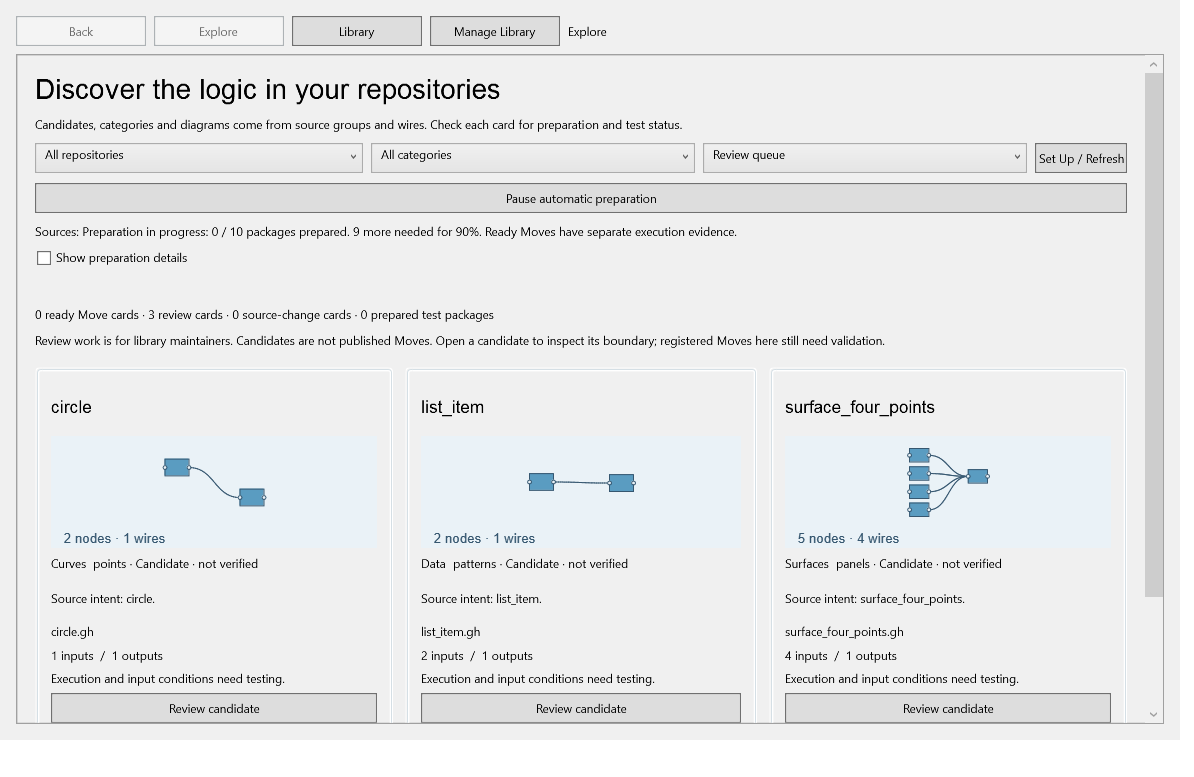 Back Explore Library Manage Library Explore
Discover the logic in your repositories
Candidates, categories and diagrams come from source groups and wires. Check each card for preparation and test status.
All repositories All categories Review queue Set Up / Refresh
Pause automatic preparation
Sources: Preparation in progress: 0 / 10 packages prepared. 9 more needed for 90%. Ready Moves have separate execution evidence.
Show preparation details
0 ready Move cards · 3 review cards · 0 source-change cards · 0 prepared test packages
Review work is for library maintainers. Candidates are not published Moves. Open a candidate to inspect its boundary; registered Moves here still need validation.
circle
2 nodes · 1 wires
Curves points · Candidate · not verified
Source intent: circle.
circle.gh
1 inputs / 1 outputs
Execution and input conditions need testing.
Review candidate
list_item
2 nodes · 1 wires
Data patterns · Candidate · not verified
Source intent: list_item.
list_item.gh
2 inputs / 1 outputs
Execution and input conditions need testing.
Review candidate
surface_four_points
5 nodes · 4 wires
Surfaces panels · Candidate · not verified
Source intent: surface_four_points.
surface_four_points.gh
4 inputs / 1 outputs
Execution and input conditions need testing.
Review candidate